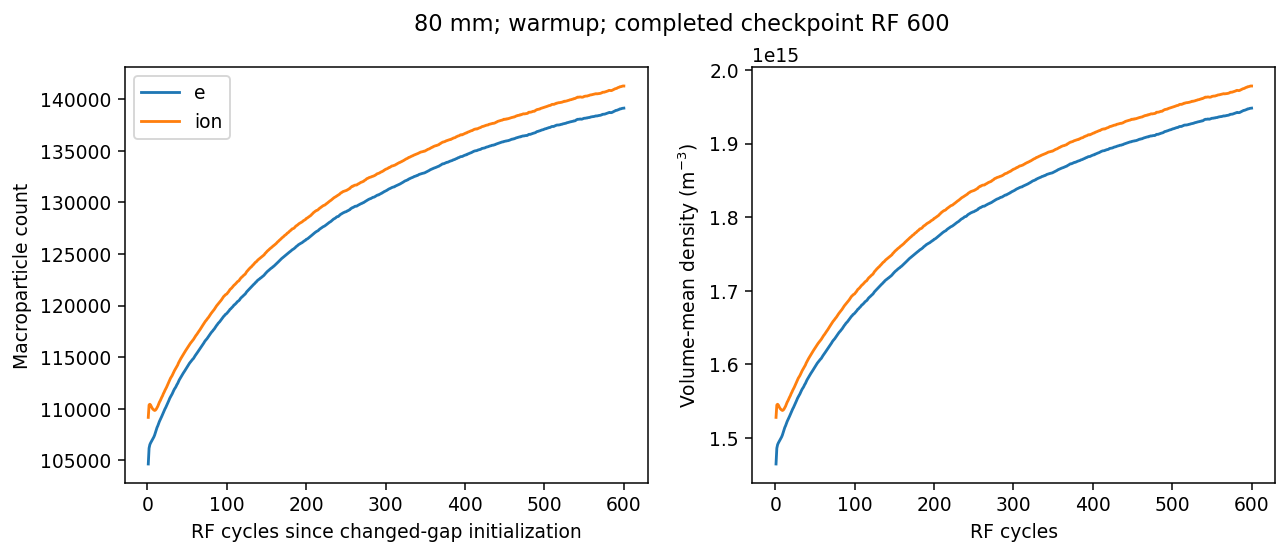 80 mm; warmup; completed checkpoint RF 600
e
ion
140000
135000
130000
125000
120000
115000
110000
105000
Macroparticle count
0 100 200 300 400 500 600
RF cycles since changed-gap initialization
1e15
2.0
1.9
1.8
1.7
1.6
1.5
Volume-mean density (m⁻³)
0 100 200 300 400 500 600
RF cycles